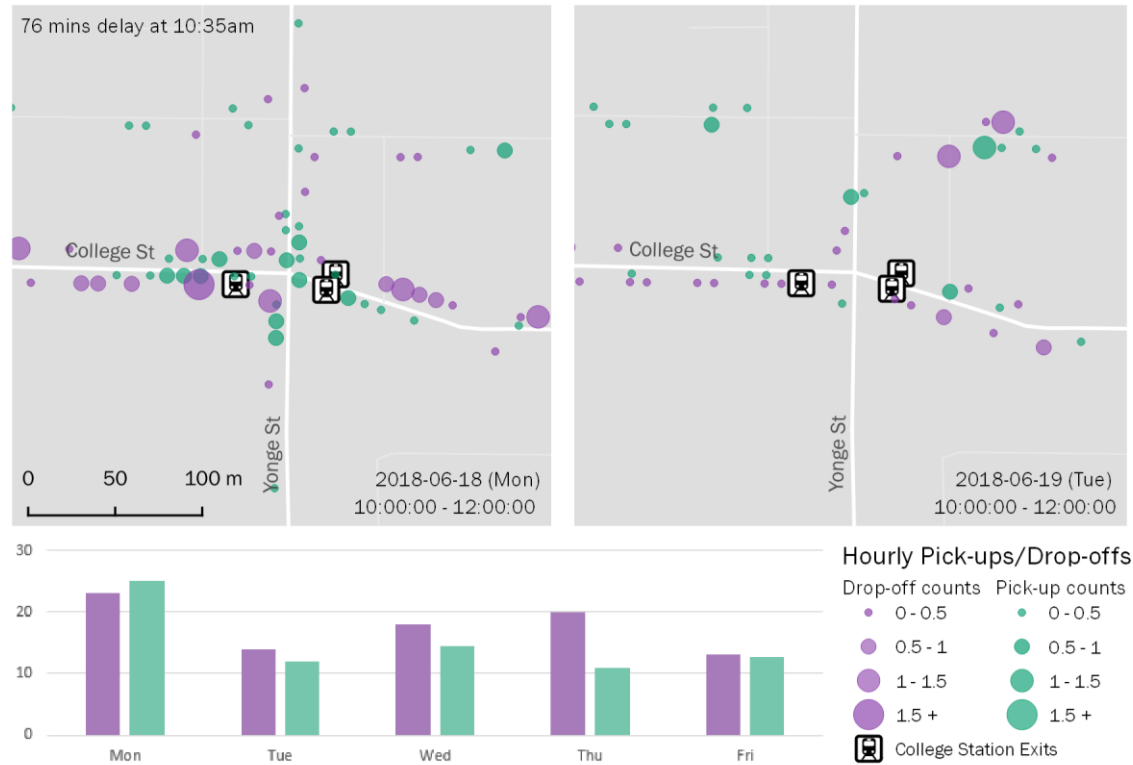 76 mins delay at 10:35am
College St
Yonge St
0 50 100 m
2018-06-18 (Mon)
10:00:00 - 12:00:00
College St
Yonge St
2018-06-19 (Tue)
10:00:00 - 12:00:00
30
20
10
0
Mon Tue Wed Thu Fri
Hourly Pick-ups/Drop-offs
Drop-off counts Pick-up counts
0 - 0.5 0 - 0.5
0.5 - 1 0.5 - 1
1 - 1.5 1 - 1.5
1.5 + 1.5 +
College Station Exits